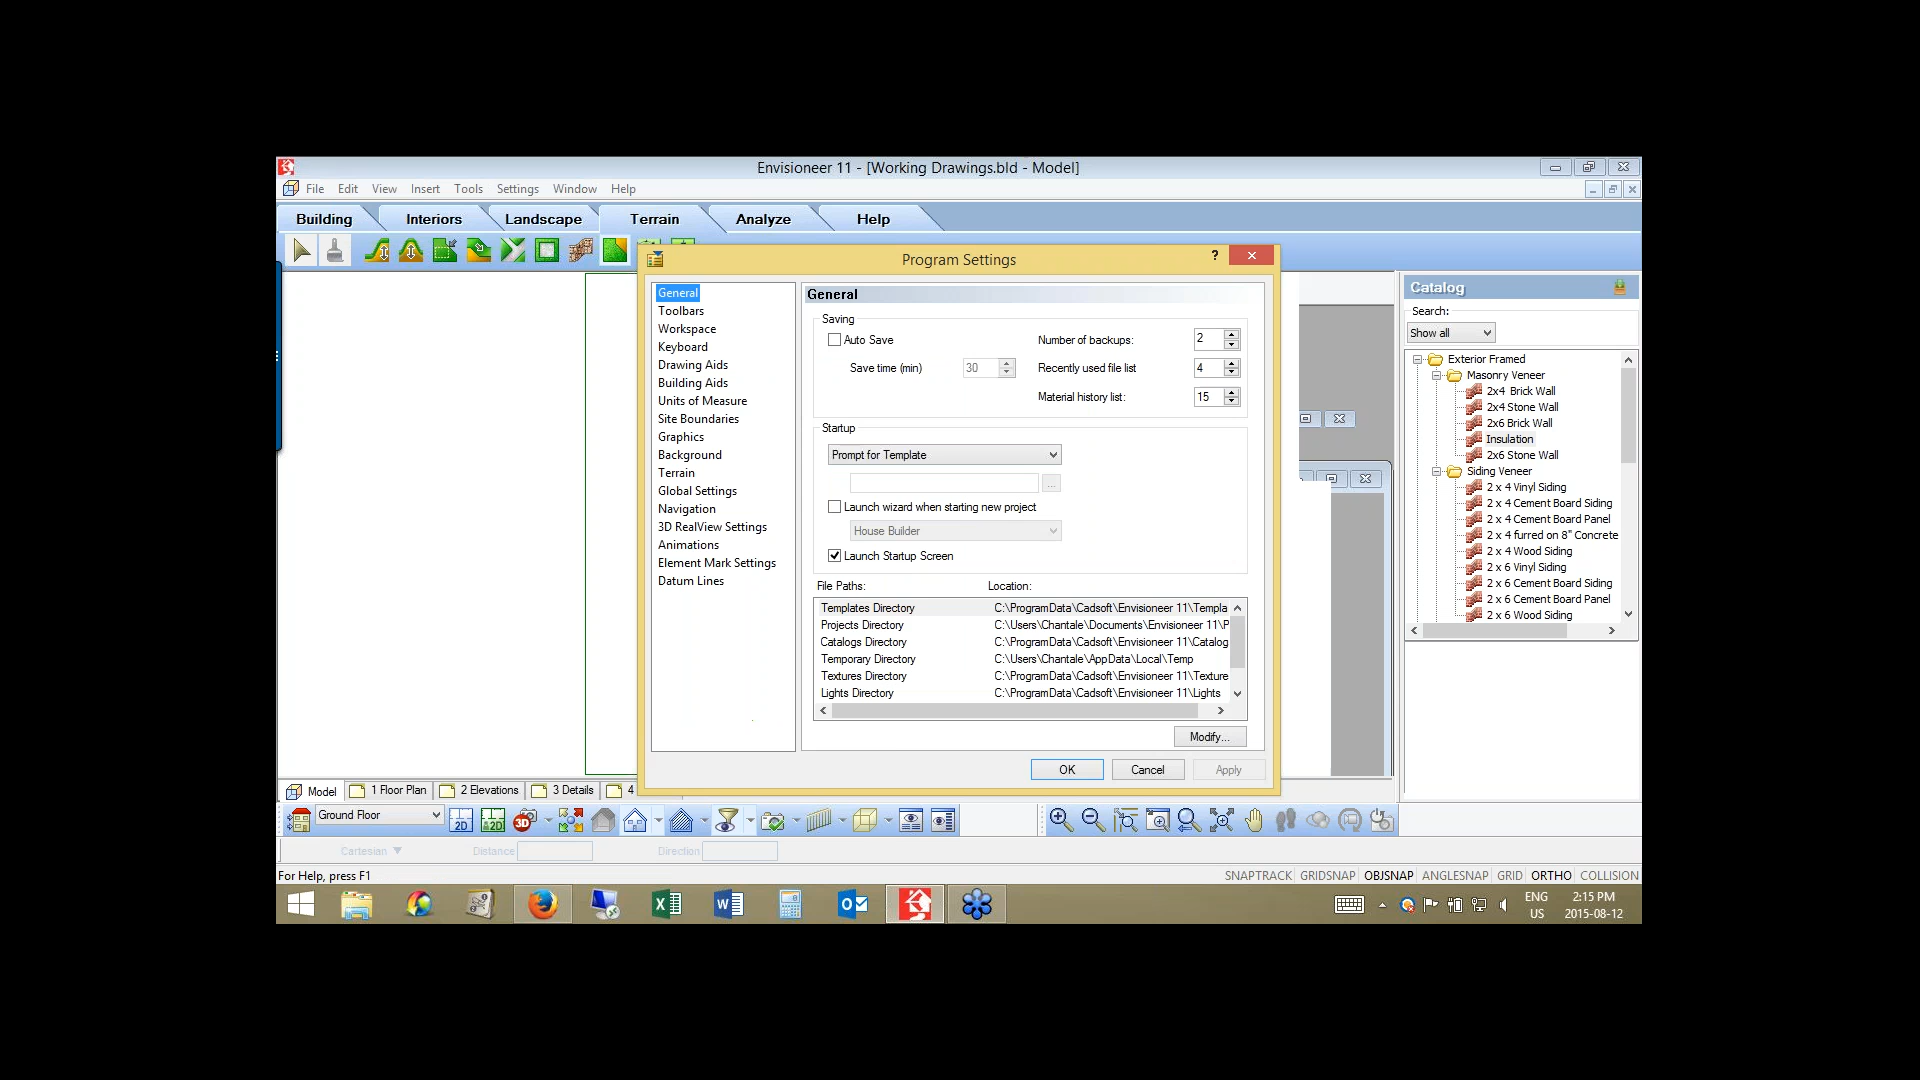 Envisioneer 11 - [Working Drawings.bld - Model]
File Edit View Insert Tools Settings Window Help
Building Interiors Landscape Terrain Analyze Help
Program Settings
?
General
Toolbars
Workspace
Keyboard
Drawing Aids
Building Aids
Units of Measure
Site Boundaries
Graphics
Background
Terrain
Global Settings
Navigation
3D RealView Settings
Animations
Element Mark Settings
Datum Lines
General
Saving
Auto Save
Number of backups: 2
Save time (min) 30
Recently used file list 4
Material history list: 15
Startup
Prompt for Template
...
Launch wizard when starting new project
House Builder
Launch Startup Screen
File Paths: Location:
Templates Directory C:\ProgramData\Cadsoft\Envisioneer 11\Templa
Projects Directory C:\Users\Chantale\Documents\Envisioneer 11\P
Catalogs Directory C:\ProgramData\Cadsoft\Envisioneer 11\Catalog
Temporary Directory C:\Users\Chantale\AppData\Local\Temp
Textures Directory C:\ProgramData\Cadsoft\Envisioneer 11\Texture
Lights Directory C:\ProgramData\Cadsoft\Envisioneer 11\Lights
Modify...
OK Cancel Apply
Catalog
Search:
Show all
Exterior Framed
Masonry Veneer
2x4 Brick Wall
2x4 Stone Wall
2x6 Brick Wall
Insulation
2x6 Stone Wall
Siding Veneer
2 x 4 Vinyl Siding
2 x 4 Cement Board Siding
2 x 4 Cement Board Panel
2 x 4 furred on 8" Concrete
2 x 4 Wood Siding
2 x 6 Vinyl Siding
2 x 6 Cement Board Siding
2 x 6 Cement Board Panel
2 x 6 Wood Siding
Model 1 Floor Plan 2 Elevations 3 Details 4
Ground Floor 2D 2D 3D
Cartesian Distance Direction
For Help, press F1
SNAPTRACK GRIDSNAP OBJSNAP ANGLESNAP GRID ORTHO COLLISION
ENG 2:15 PM
US 2015-08-12